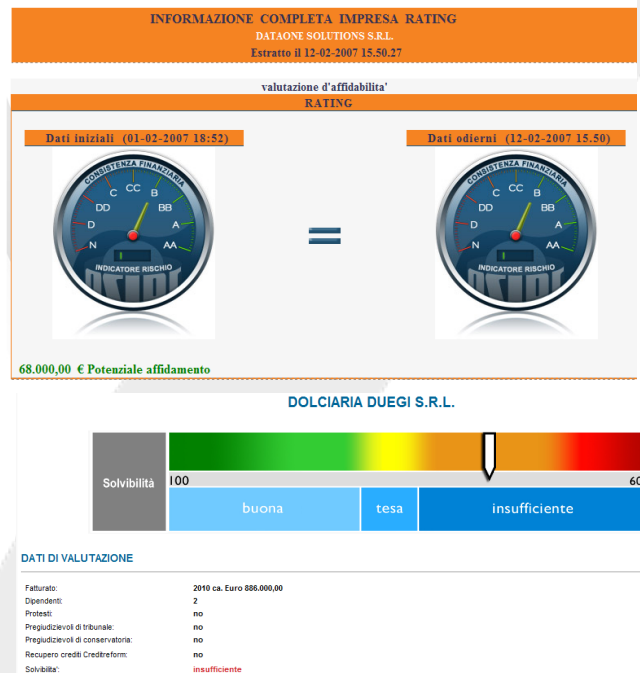 INFORMAZIONE COMPLETA IMPRESA RATING
DATAONE SOLUTIONS S.R.L.
Estratto il 12-02-2007 15.50.27
valutazione d'affidabilita'
RATING
Dati iniziali (01-02-2007 18:52)
CONSISTENZA FINANZIARIA
N D DD C CC B BB A AA
INDICATORE RISCHIO
=
Dati odierni (12-02-2007 15.50)
CONSISTENZA FINANZIARIA
N D DD C CC B BB A AA
INDICATORE RISCHIO
68.000,00 € Potenziale affidamento
DOLCIARIA DUEGI S.R.L.
Solvibilità
100 60
buona tesa insufficiente
DATI DI VALUTAZIONE
Fatturato: 2010 ca. Euro 886.000,00
Dipendenti: 2
Protesti: no
Pregiudizievoli di tribunale: no
Pregiudizievoli di conservatoria: no
Recupero crediti Creditreform: no
Solvibilita': insufficiente